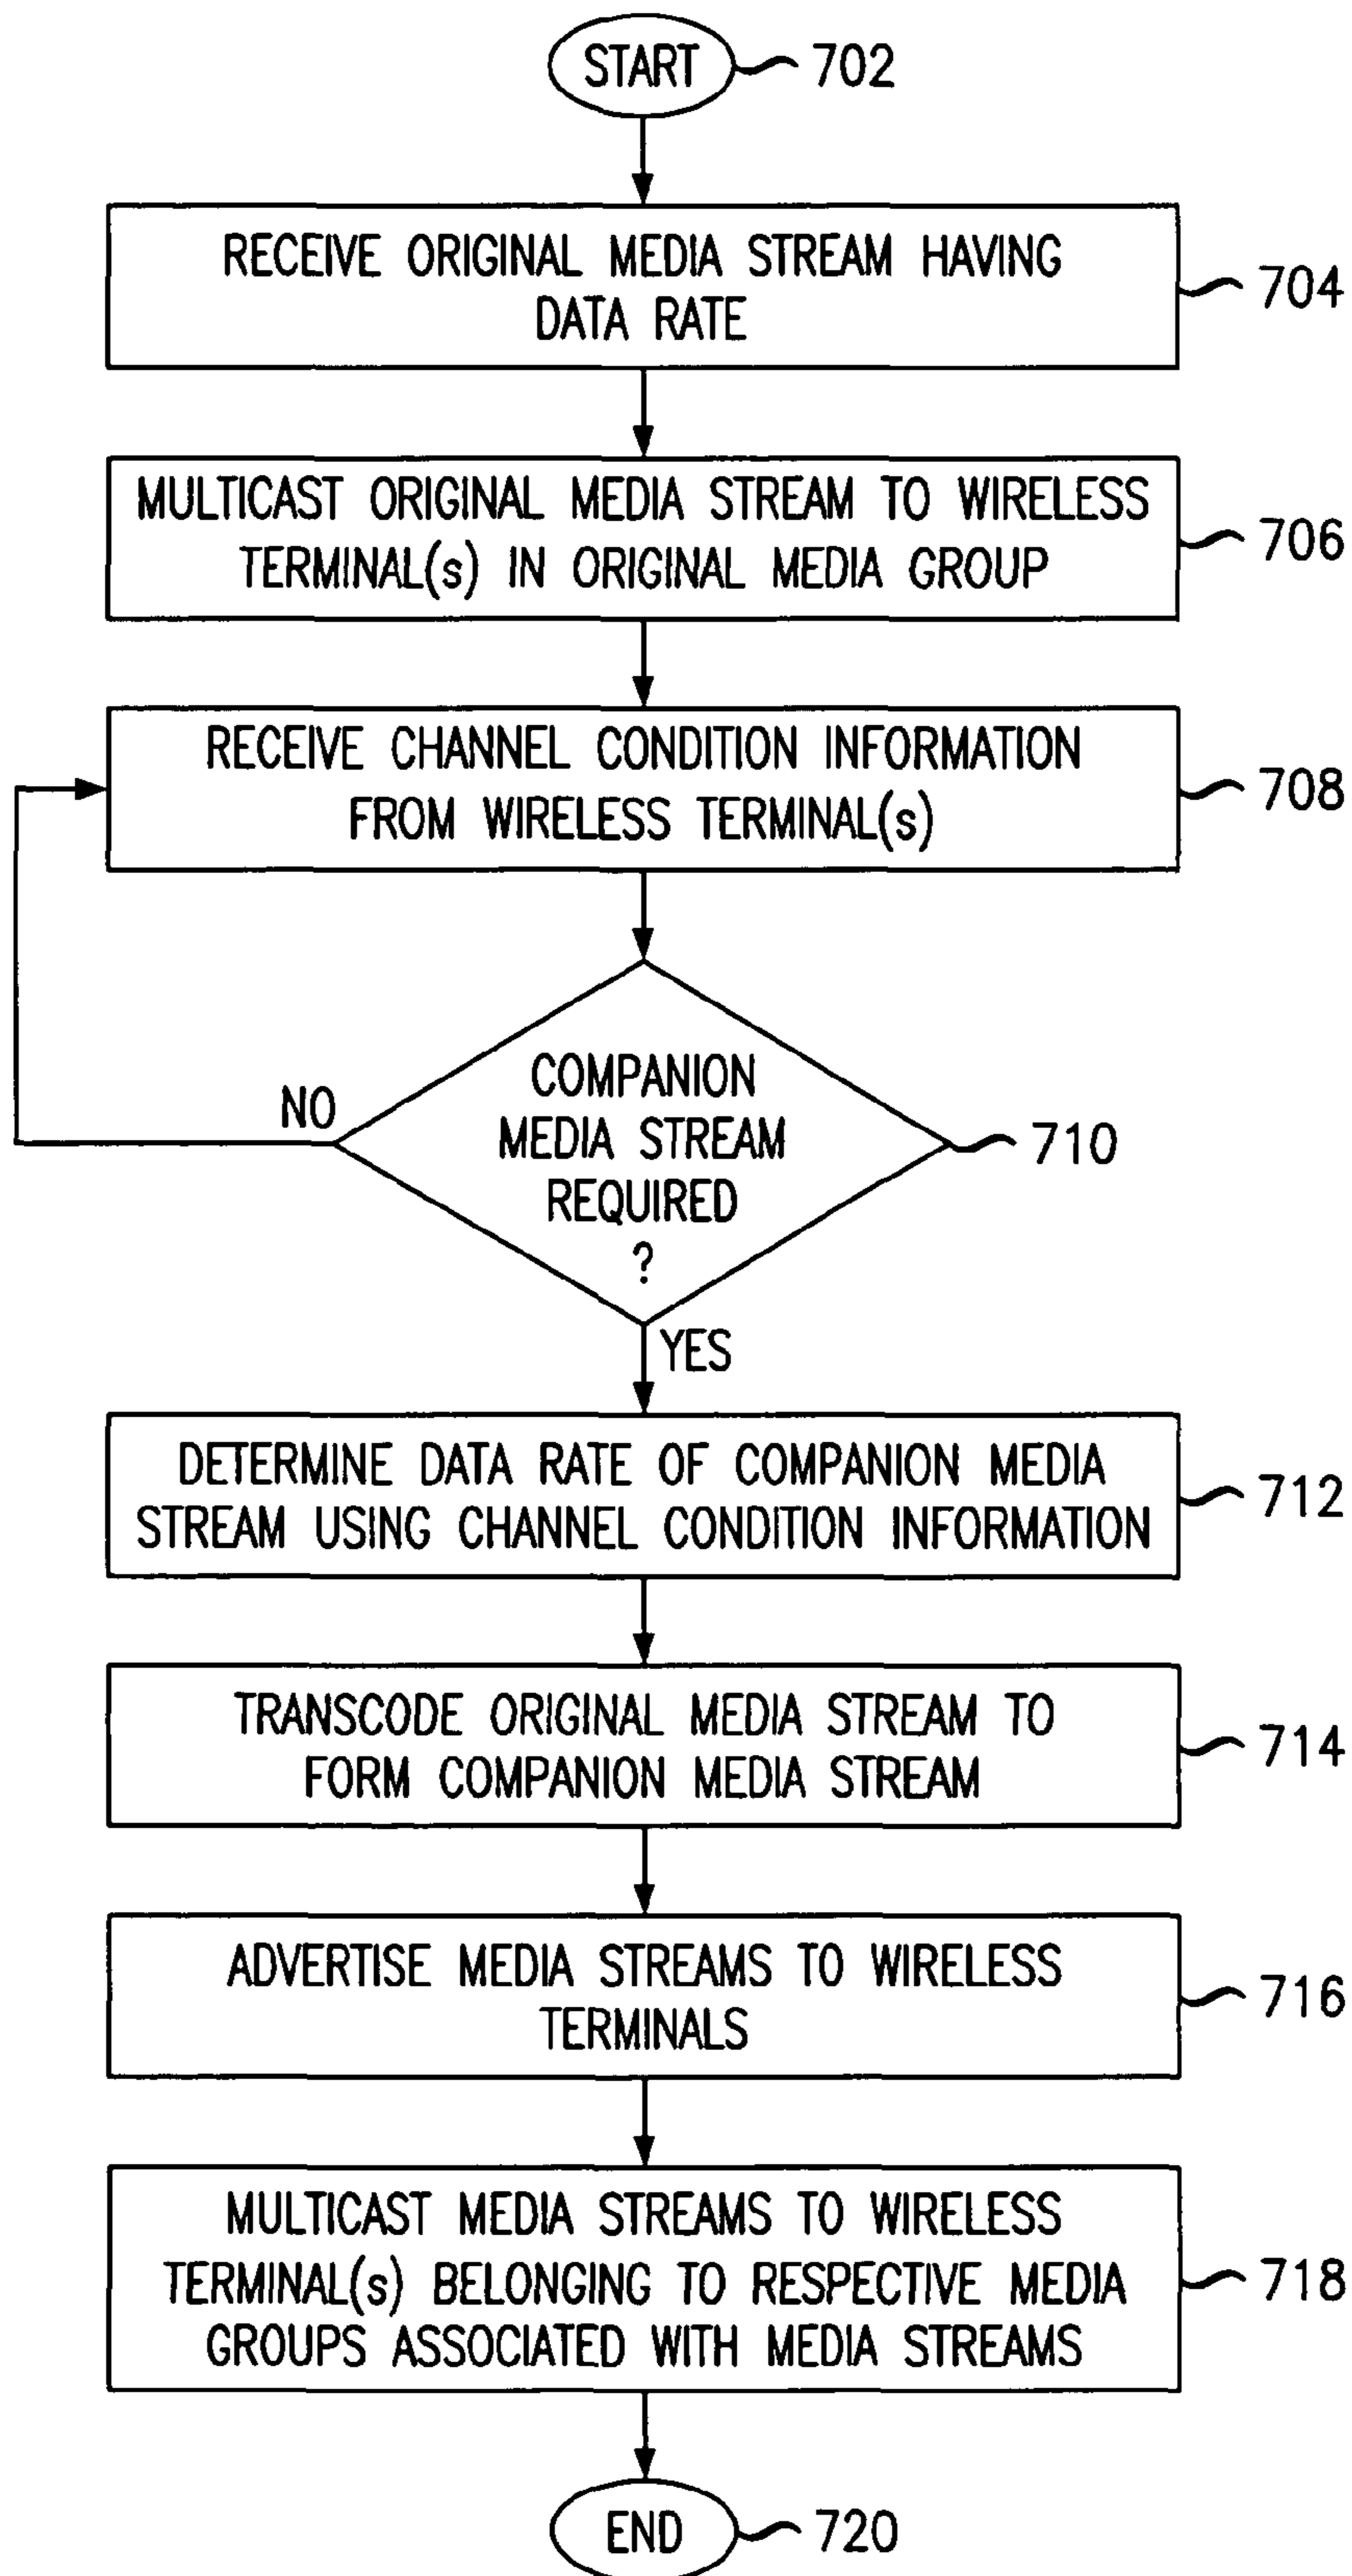 START
702
RECEIVE ORIGINAL MEDIA STREAM HAVING
DATA RATE
704
MULTICAST ORIGINAL MEDIA STREAM TO WIRELESS
TERMINAL(s) IN ORIGINAL MEDIA GROUP
706
RECEIVE CHANNEL CONDITION INFORMATION
FROM WIRELESS TERMINAL(s)
708
COMPANION
MEDIA STREAM
REQUIRED
?
NO
710
YES
DETERMINE DATA RATE OF COMPANION MEDIA
STREAM USING CHANNEL CONDITION INFORMATION
712
TRANSCODE ORIGINAL MEDIA STREAM TO
FORM COMPANION MEDIA STREAM
714
ADVERTISE MEDIA STREAMS TO WIRELESS
TERMINALS
716
MULTICAST MEDIA STREAMS TO WIRELESS
TERMINAL(s) BELONGING TO RESPECTIVE MEDIA
GROUPS ASSOCIATED WITH MEDIA STREAMS
718
END
720